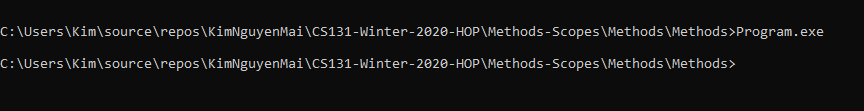 C:\Users\Kim\source\repos\KimNguyenMai\CS131-Winter-2020-HOP\Methods-Scopes\Methods\Methods>Program.exe
C:\Users\Kim\source\repos\KimNguyenMai\CS131-Winter-2020-HOP\Methods-Scopes\Methods\Methods>